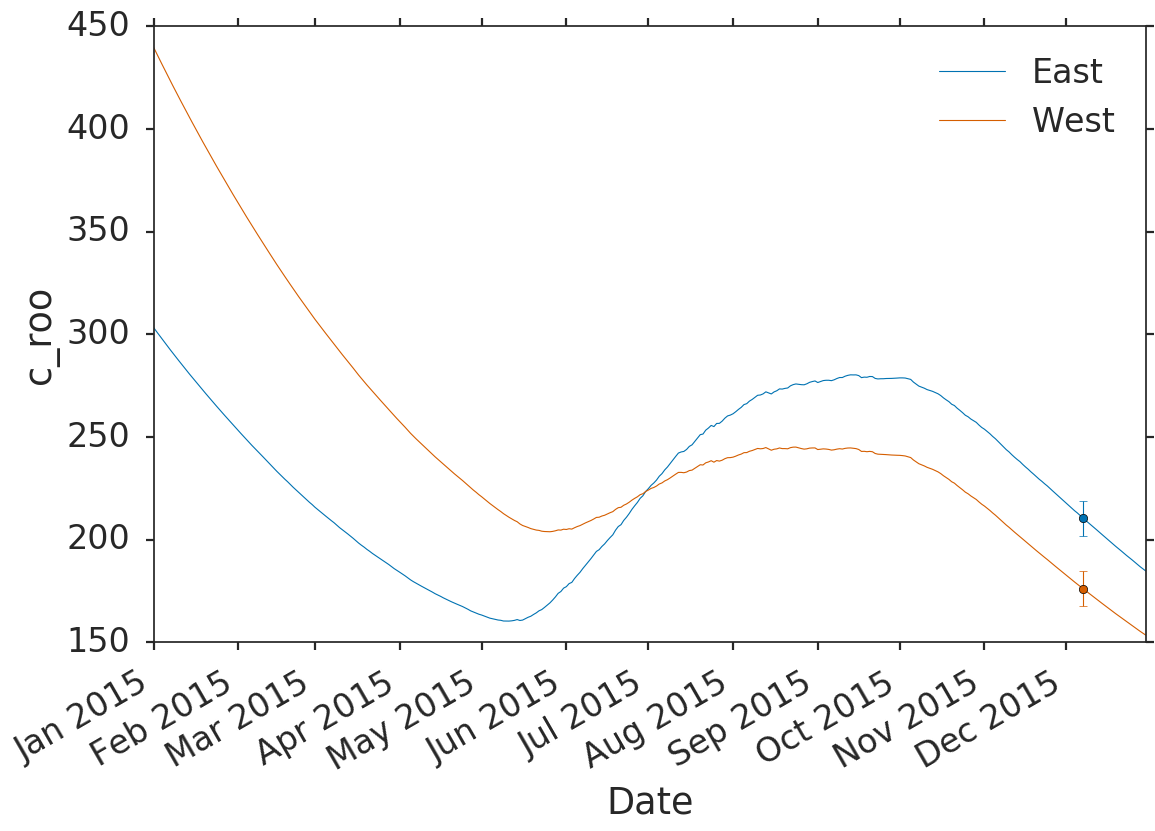 450
400
350
300
250
200
150
c_roo
East
West
Jan 2015
Feb 2015
Mar 2015
Apr 2015
May 2015
Jun 2015
Jul 2015
Aug 2015
Sep 2015
Oct 2015
Nov 2015
Dec 2015
Date